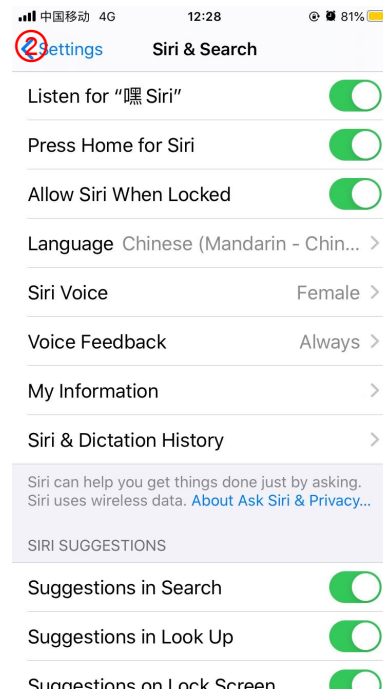 中国移动 4G 12:28 81%
② Settings Siri & Search
Listen for “嘿 Siri”
Press Home for Siri
Allow Siri When Locked
Language Chinese (Mandarin - Chin...
Siri Voice Female
Voice Feedback Always
My Information
Siri & Dictation History
Siri can help you get things done just by asking.
Siri uses wireless data. About Ask Siri & Privacy...
SIRI SUGGESTIONS
Suggestions in Search
Suggestions in Look Up
Suggestions on Lock Screen